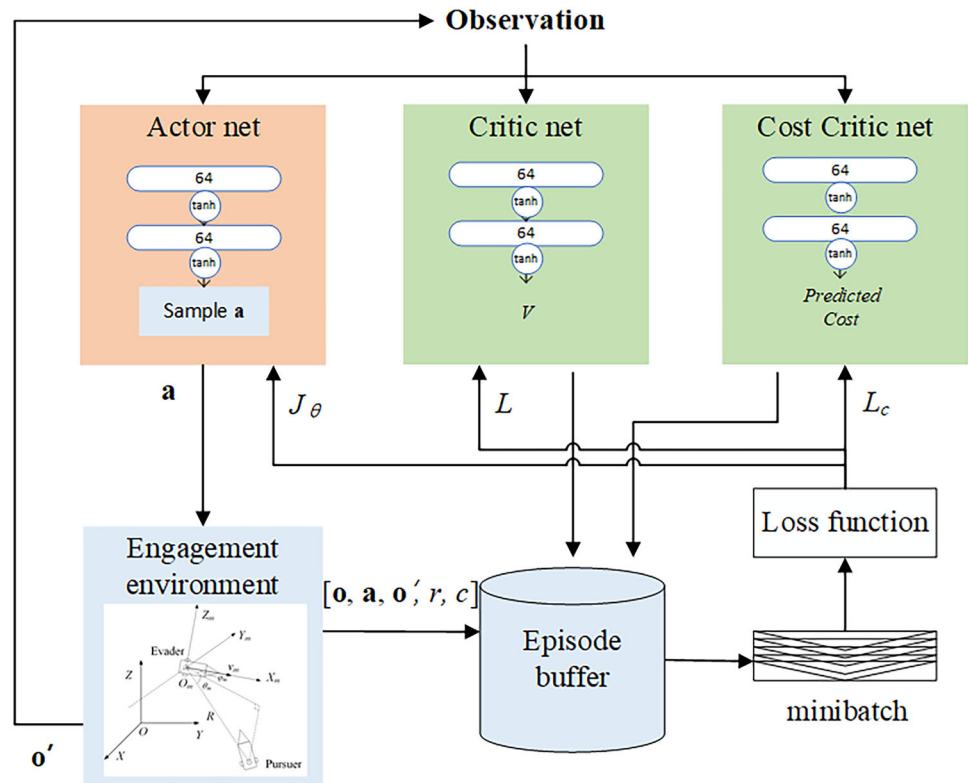 Observation
Actor net
64
tanh
64
tanh
Sample a
Critic net
64
tanh
64
tanh
V
Cost Critic net
64
tanh
64
tanh
Predicted
Cost
a
J θ
L
L c
Loss function
Engagement
environment
Z m
Y m
Evader
v m
φ m
X m
O m
θ m
Z
R
O
Y
X
Pursuer
[o, a, o′, r, c]
Episode
buffer
minibatch
o′